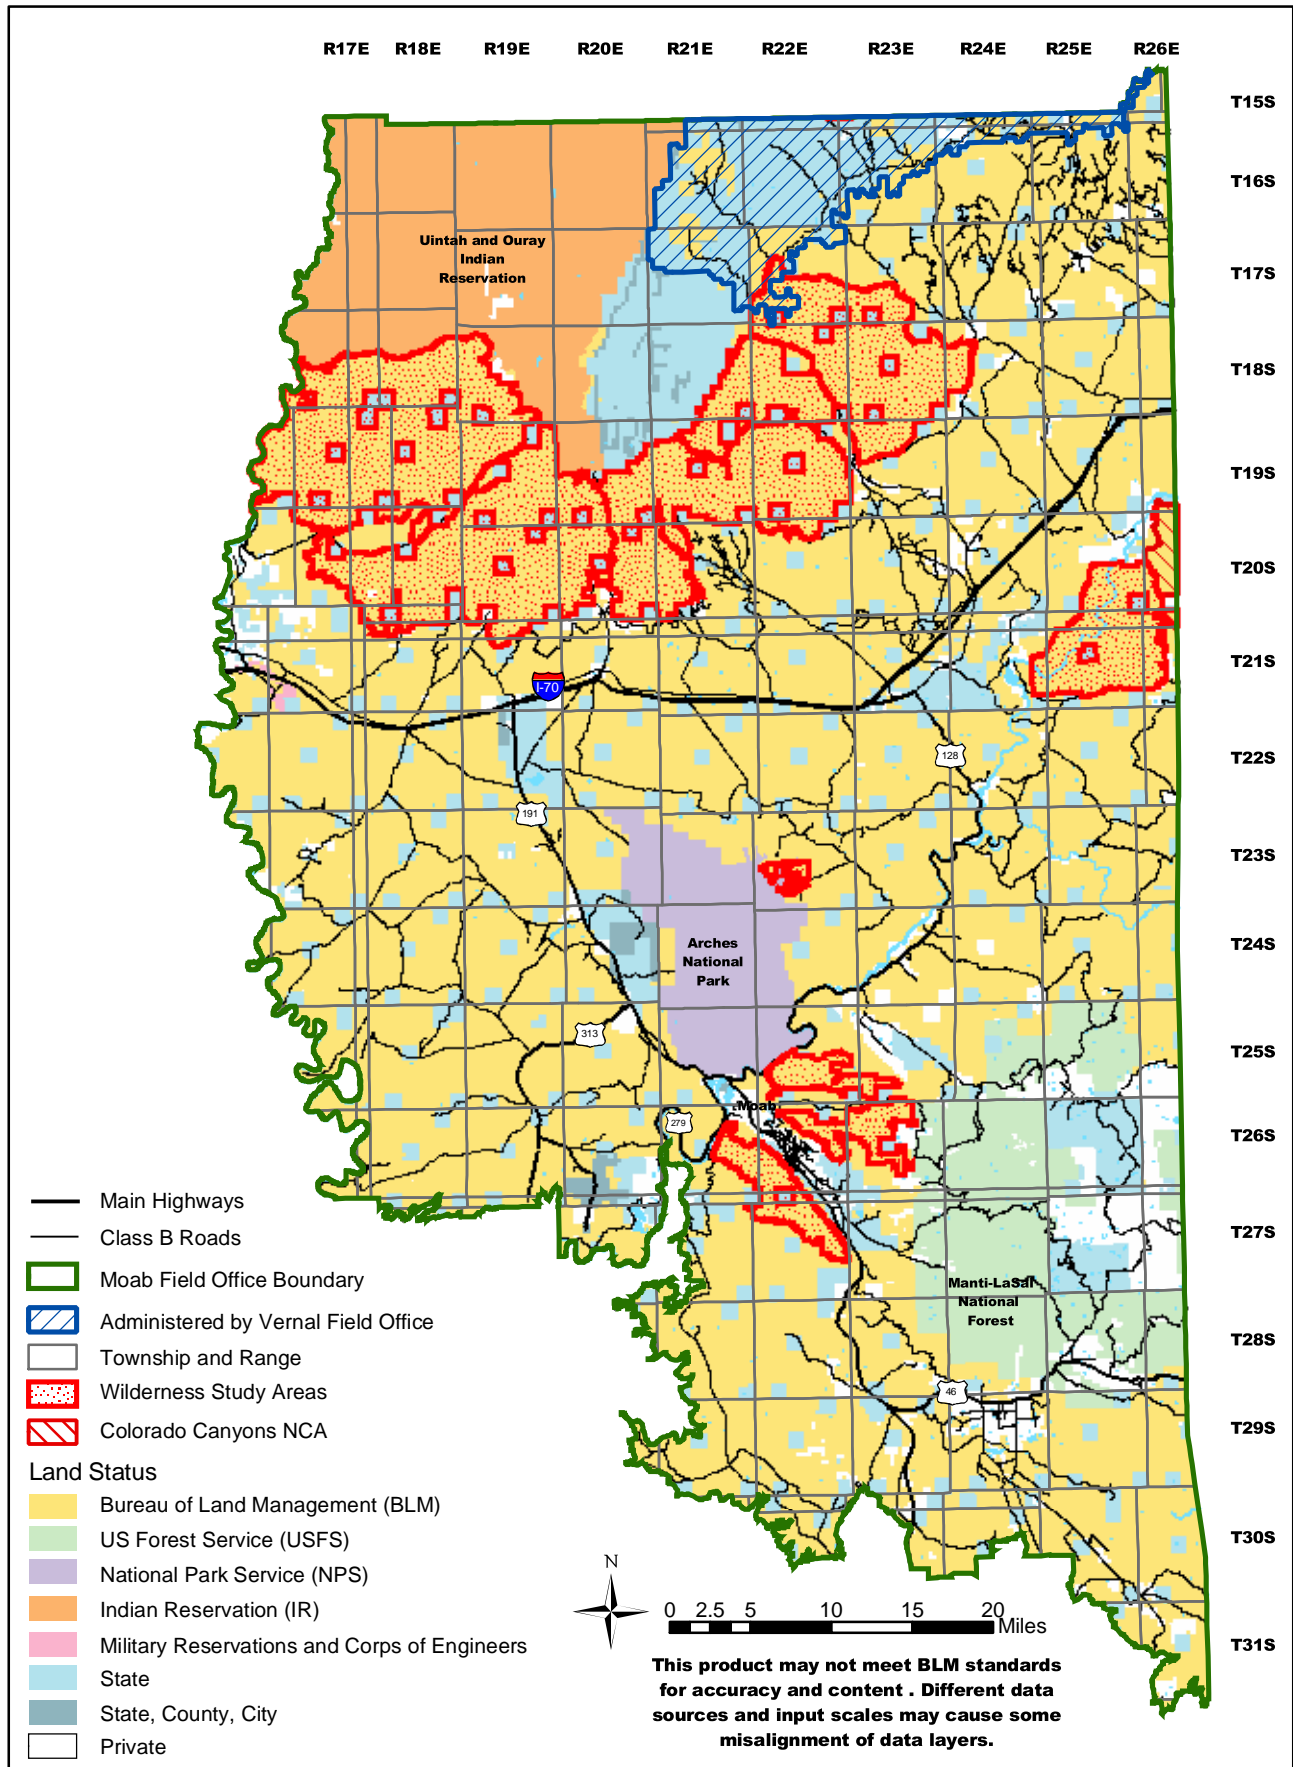 R17E R18E R19E R20E R21E R22E R23E R24E R25E R26E
T15S
T16S
T17S
T18S
T19S
T20S
T21S
T22S
T23S
T24S
T25S
T26S
T27S
T28S
T29S
T30S
T31S
Uintah and Ouray
Indian
Reservation
I-70
128
191
Arches
National
Park
313
Moab
279
Manti-LaSal
National
Forest
46
Main Highways
Class B Roads
Moab Field Office Boundary
Administered by Vernal Field Office
Township and Range
Wilderness Study Areas
Colorado Canyons NCA
Land Status
Bureau of Land Management (BLM)
US Forest Service (USFS)
National Park Service (NPS)
Indian Reservation (IR)
Military Reservations and Corps of Engineers
State
State, County, City
Private
N
0 2.5 5 10 15 20
Miles
This product may not meet BLM standards
for accuracy and content . Different data
sources and input scales may cause some
misalignment of data layers.